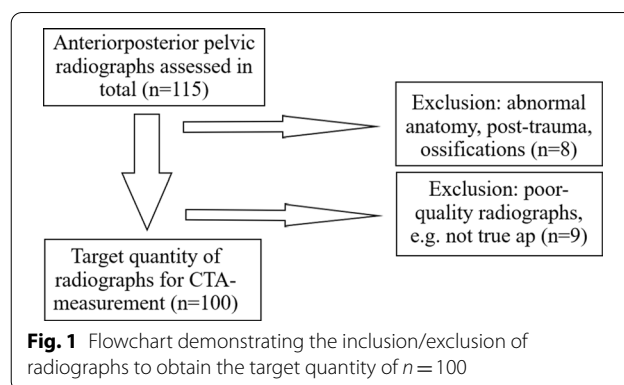 Anteriorposterior pelvic
radiographs assessed in
total (n=115)
Exclusion: abnormal
anatomy, post-trauma,
ossifications (n=8)
Exclusion: poor-
quality radiographs,
e.g. not true ap (n=9)
Target quantity of
radiographs for CTA-
measurement (n=100)
Fig. 1 Flowchart demonstrating the inclusion/exclusion of
radiographs to obtain the target quantity of n = 100